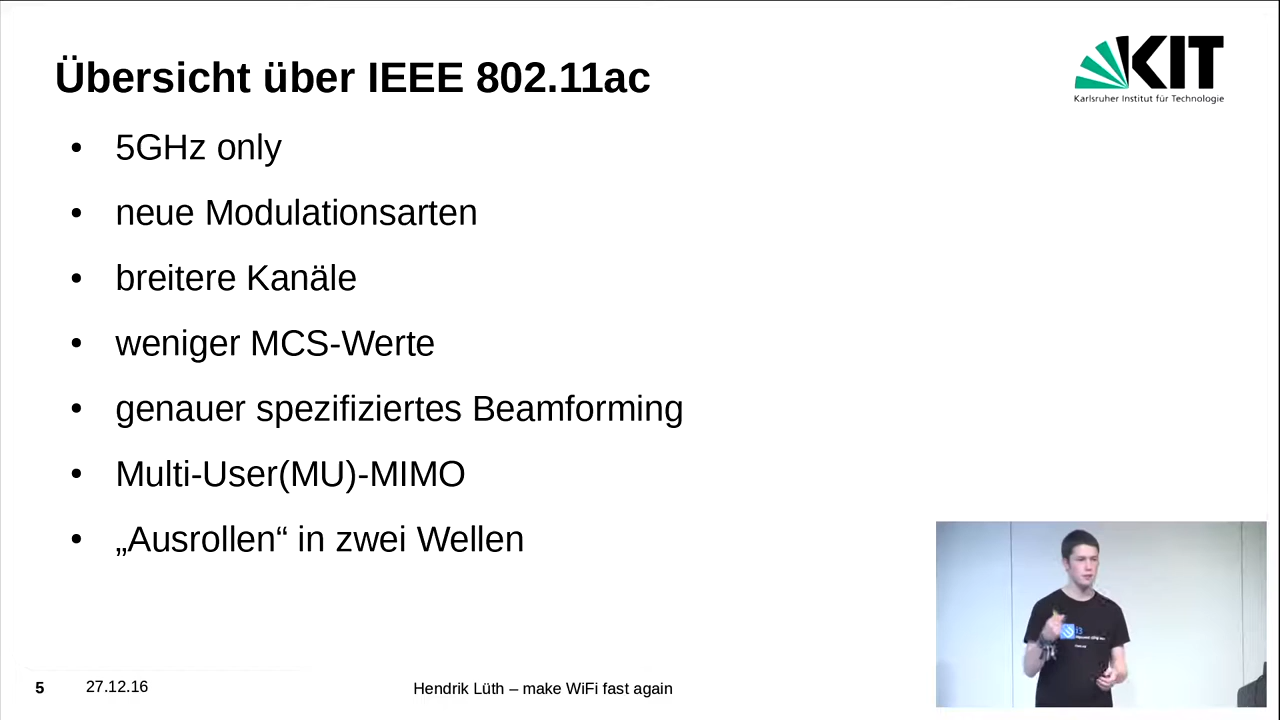 Übersicht über IEEE 802.11ac
KIT
Karlsruher Institut für Technologie
• 5GHz only
• neue Modulationsarten
• breitere Kanäle
• weniger MCS-Werte
• genauer spezifiziertes Beamforming
• Multi-User(MU)-MIMO
• „Ausrollen“ in zwei Wellen
i3
5
27.12.16
Hendrik Lüth – make WiFi fast again